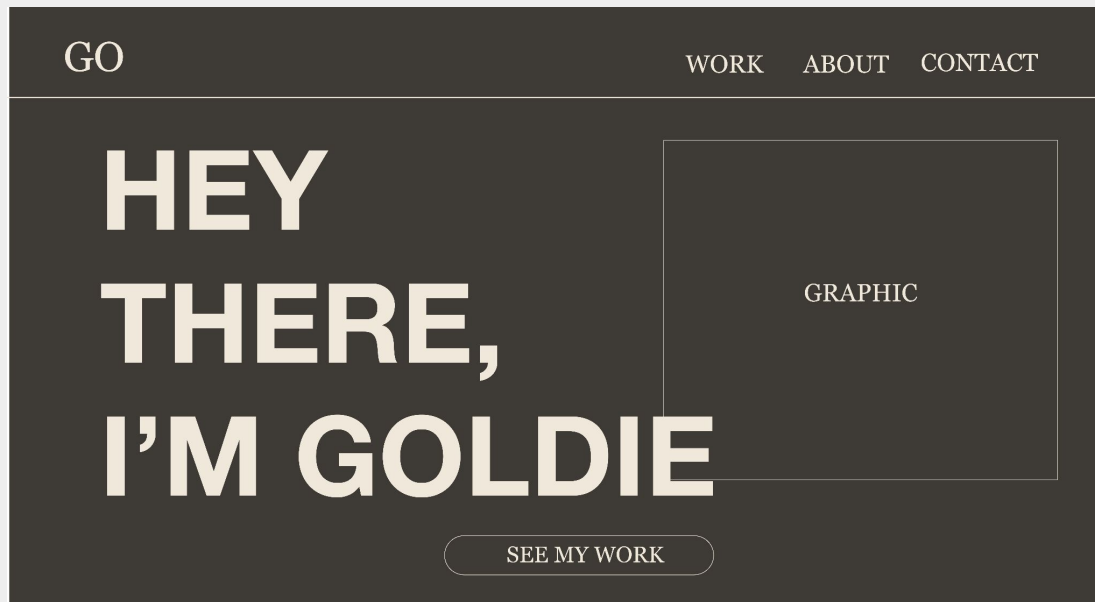 GO
WORK ABOUT CONTACT
HEY
THERE,
I’M GOLDIE
GRAPHIC
SEE MY WORK